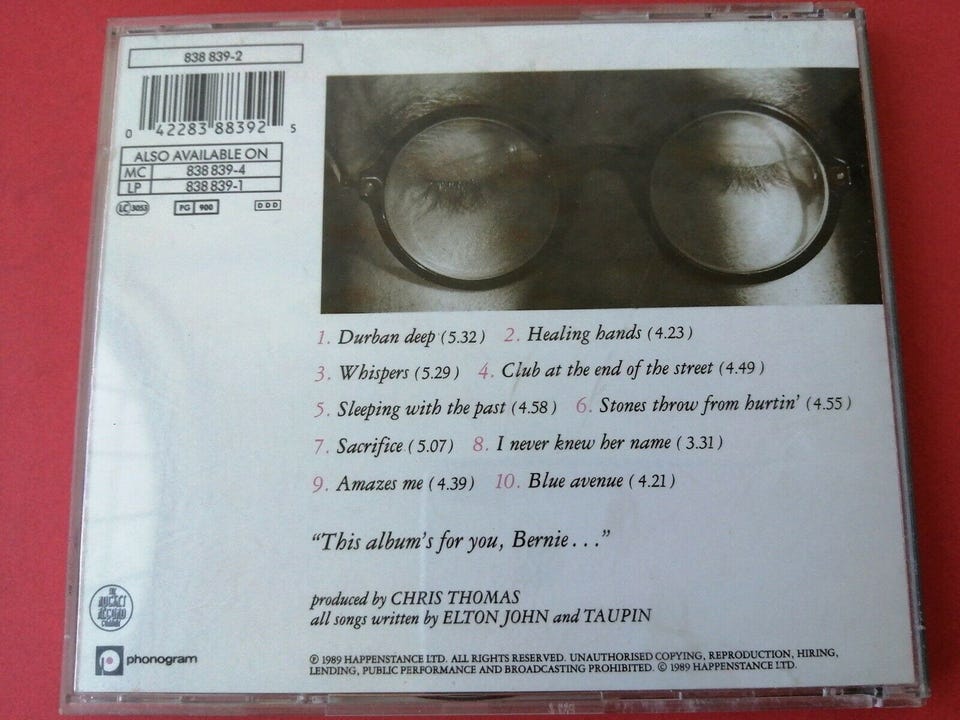 838 839-2
0 42283 88392 5
ALSO AVAILABLE ON
MC 838 839-4
LP 838 839-1
LC 3053 PG 900 DDD
1. Durban deep (5.32) 2. Healing hands (4.23)
3. Whispers (5.29) 4. Club at the end of the street (4.49)
5. Sleeping with the past (4.58) 6. Stones throw from hurtin' (4.55)
7. Sacrifice (5.07) 8. I never knew her name (3.31)
9. Amazes me (4.39) 10. Blue avenue (4.21)
"This album's for you, Bernie..."
produced by CHRIS THOMAS
all songs written by ELTON JOHN and TAUPIN
THE ROCKET RECORD COMPANY
phonogram
℗ 1989 HAPPENSTANCE LTD. ALL RIGHTS RESERVED. UNAUTHORISED COPYING, REPRODUCTION, HIRING,
LENDING, PUBLIC PERFORMANCE AND BROADCASTING PROHIBITED. © 1989 HAPPENSTANCE LTD.